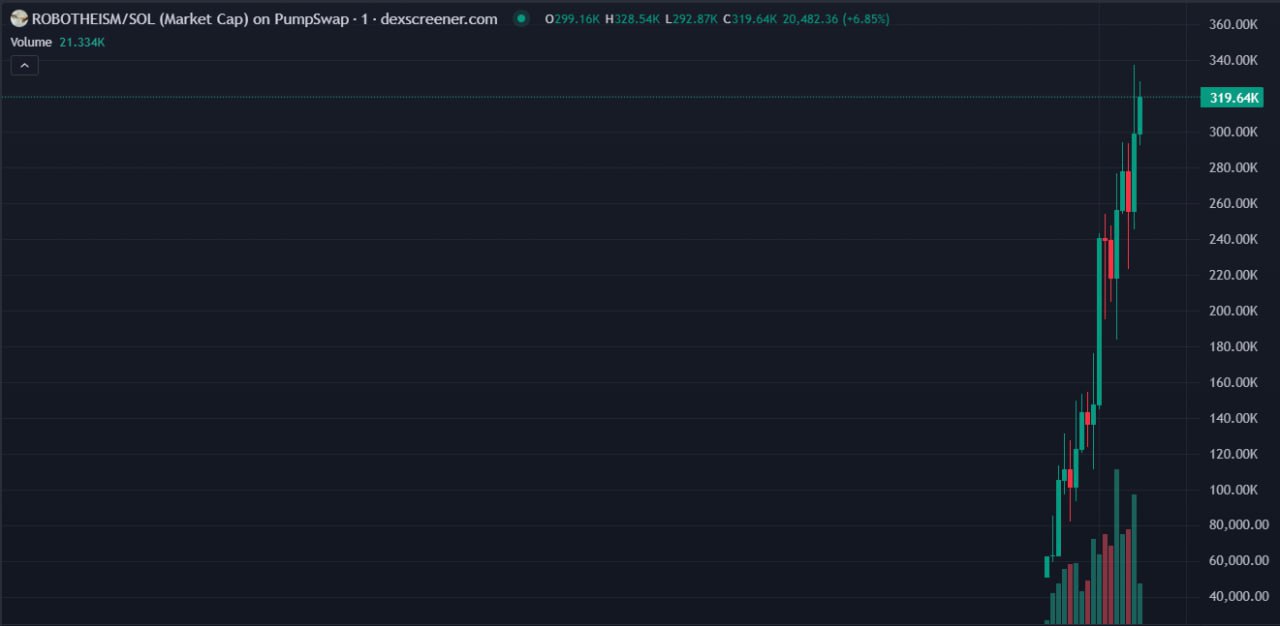 ROBOTHEISM/SOL (Market Cap) on PumpSwap · 1 · dexscreener.com O299.16K H328.54K L292.87K C319.64K 20,482.36 (+6.85%)
Volume 21.334K
360.00K
340.00K
319.64K
300.00K
280.00K
260.00K
240.00K
220.00K
200.00K
180.00K
160.00K
140.00K
120.00K
100.00K
80,000.00
60,000.00
40,000.00